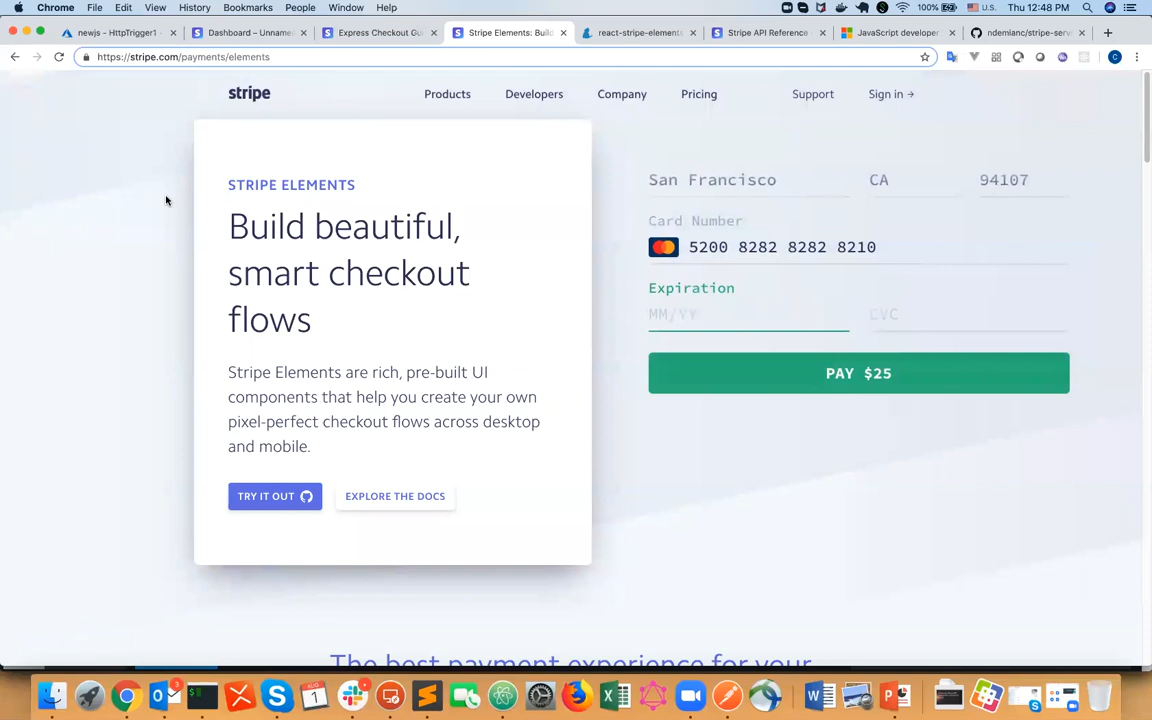 Chrome File Edit View History Bookmarks People Window Help 100% U.S. Thu 12:48 PM
newjs - HttpTrigger1 - Dashboard – Unname Express Checkout Gu Stripe Elements: Build react-stripe-elements Stripe API Reference JavaScript developer ndemianc/stripe-serv
https://stripe.com/payments/elements C
stripe Products Developers Company Pricing Support Sign in →
STRIPE ELEMENTS
Build beautiful,
smart checkout
flows
Stripe Elements are rich, pre-built UI
components that help you create your own
pixel-perfect checkout flows across desktop
and mobile.
TRY IT OUT EXPLORE THE DOCS
San Francisco CA 94107
Card Number
5200 8282 8282 8210
Expiration
MM/YY CVC
PAY $25
The best payment experience for your
AUG
1
3